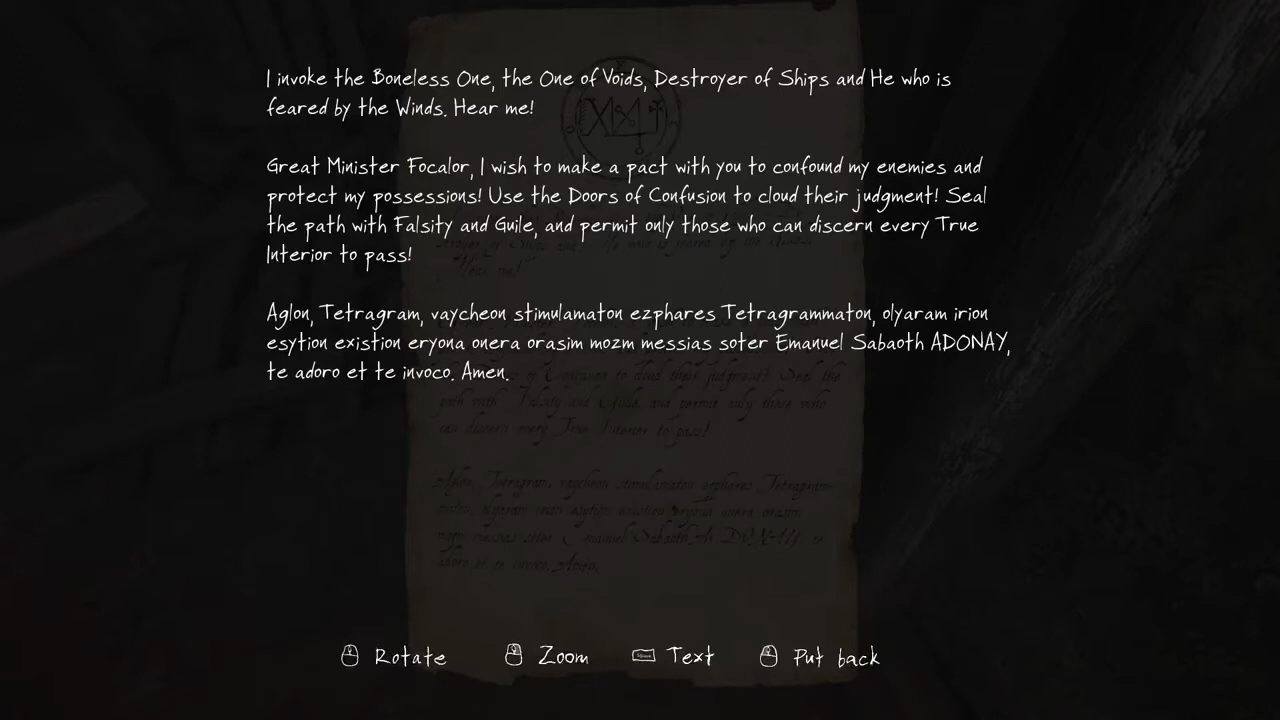 I invoke the Boneless One, the One of Voids, Destroyer of Ships and He who is
feared by the Winds. Hear me!
Great Minister Focalor, I wish to make a pact with you to confound my enemies and
protect my possessions! Use the Doors of Confusion to cloud their judgment! Seal
the path with Falsity and Guile, and permit only those who can discern every True
Interior to pass!
Aglon, Tetragram, vaycheon stimulamaton ezphares Tetragrammaton, olyaram irion
esytion existion eryona onera orasim mozm messias soter Emanuel Sabaoth ADONAY,
te adoro et te invoco. Amen.
Rotate Zoom Text Put back